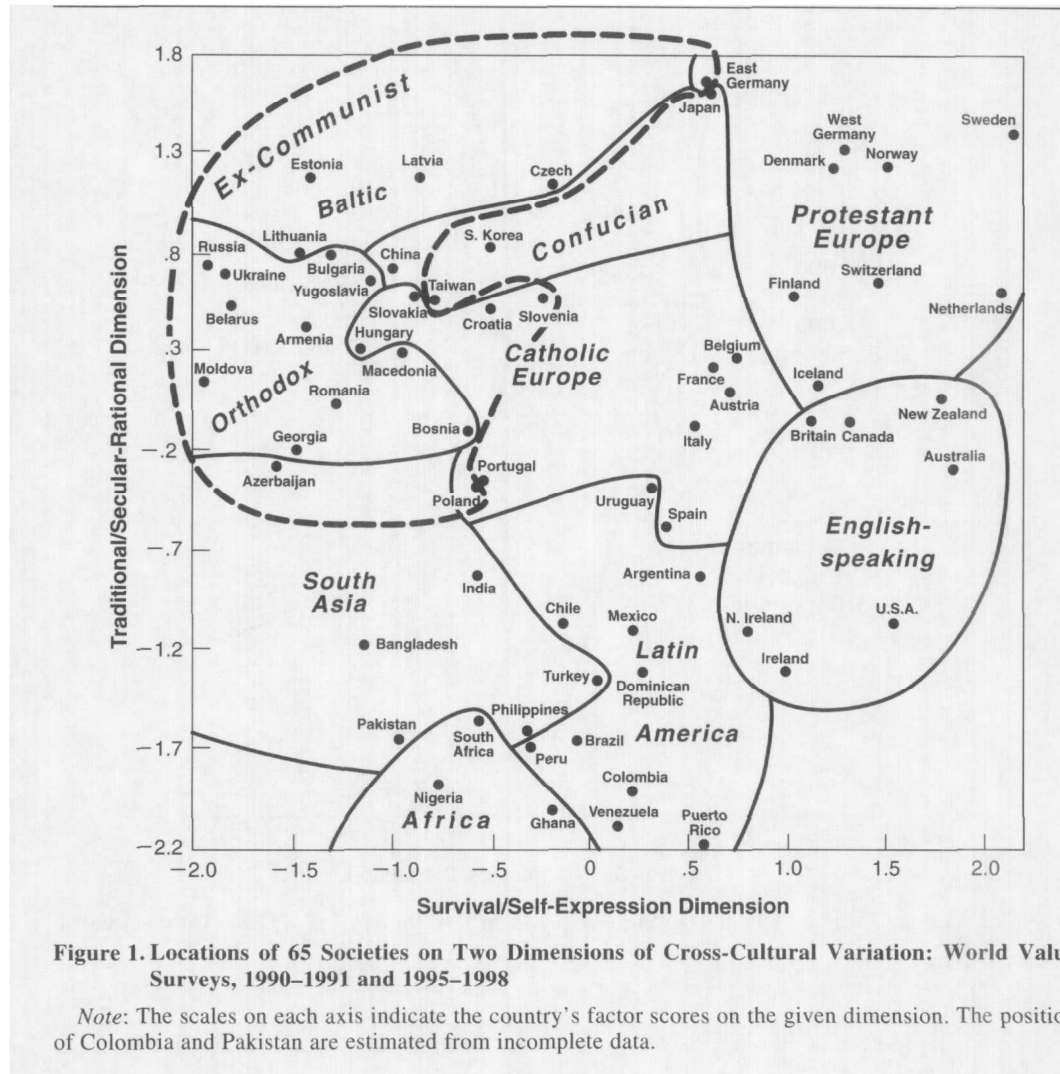 1.8
East
Germany
Ex-Communist
Japan
West
Germany
Sweden
1.3
Estonia
Latvia
Czech
Denmark
Norway
Baltic
Confucian
Protestant
Europe
Lithuania
S. Korea
.8
Russia
Bulgaria
China
Switzerland
Ukraine
Yugoslavia
Taiwan
Finland
Slovakia
Slovenia
Netherlands
Belarus
Croatia
Armenia
Hungary
Catholic
Europe
Belgium
.3
Macedonia
Moldova
France
Iceland
Orthodox
Romania
Austria
New Zealand
Bosnia
Italy
Britain
Canada
Georgia
−.2
Portugal
Australia
Azerbaijan
Poland
Uruguay
Spain
English-
speaking
−.7
South
Asia
India
Argentina
Chile
Mexico
N. Ireland
U.S.A.
Bangladesh
Latin
−1.2
Ireland
Turkey
Dominican
Republic
Philippines
America
Pakistan
South
Africa
Brazil
−1.7
Peru
Nigeria
Colombia
Africa
Ghana
Venezuela
Puerto
Rico
−2.2
−2.0
−1.5
−1.0
−.5
0
.5
1.0
1.5
2.0
Traditional/Secular-Rational Dimension
Survival/Self-Expression Dimension
Figure 1. Locations of 65 Societies on Two Dimensions of Cross-Cultural Variation: World Valu
Surveys, 1990–1991 and 1995–1998
Note: The scales on each axis indicate the country's factor scores on the given dimension. The position
of Colombia and Pakistan are estimated from incomplete data.